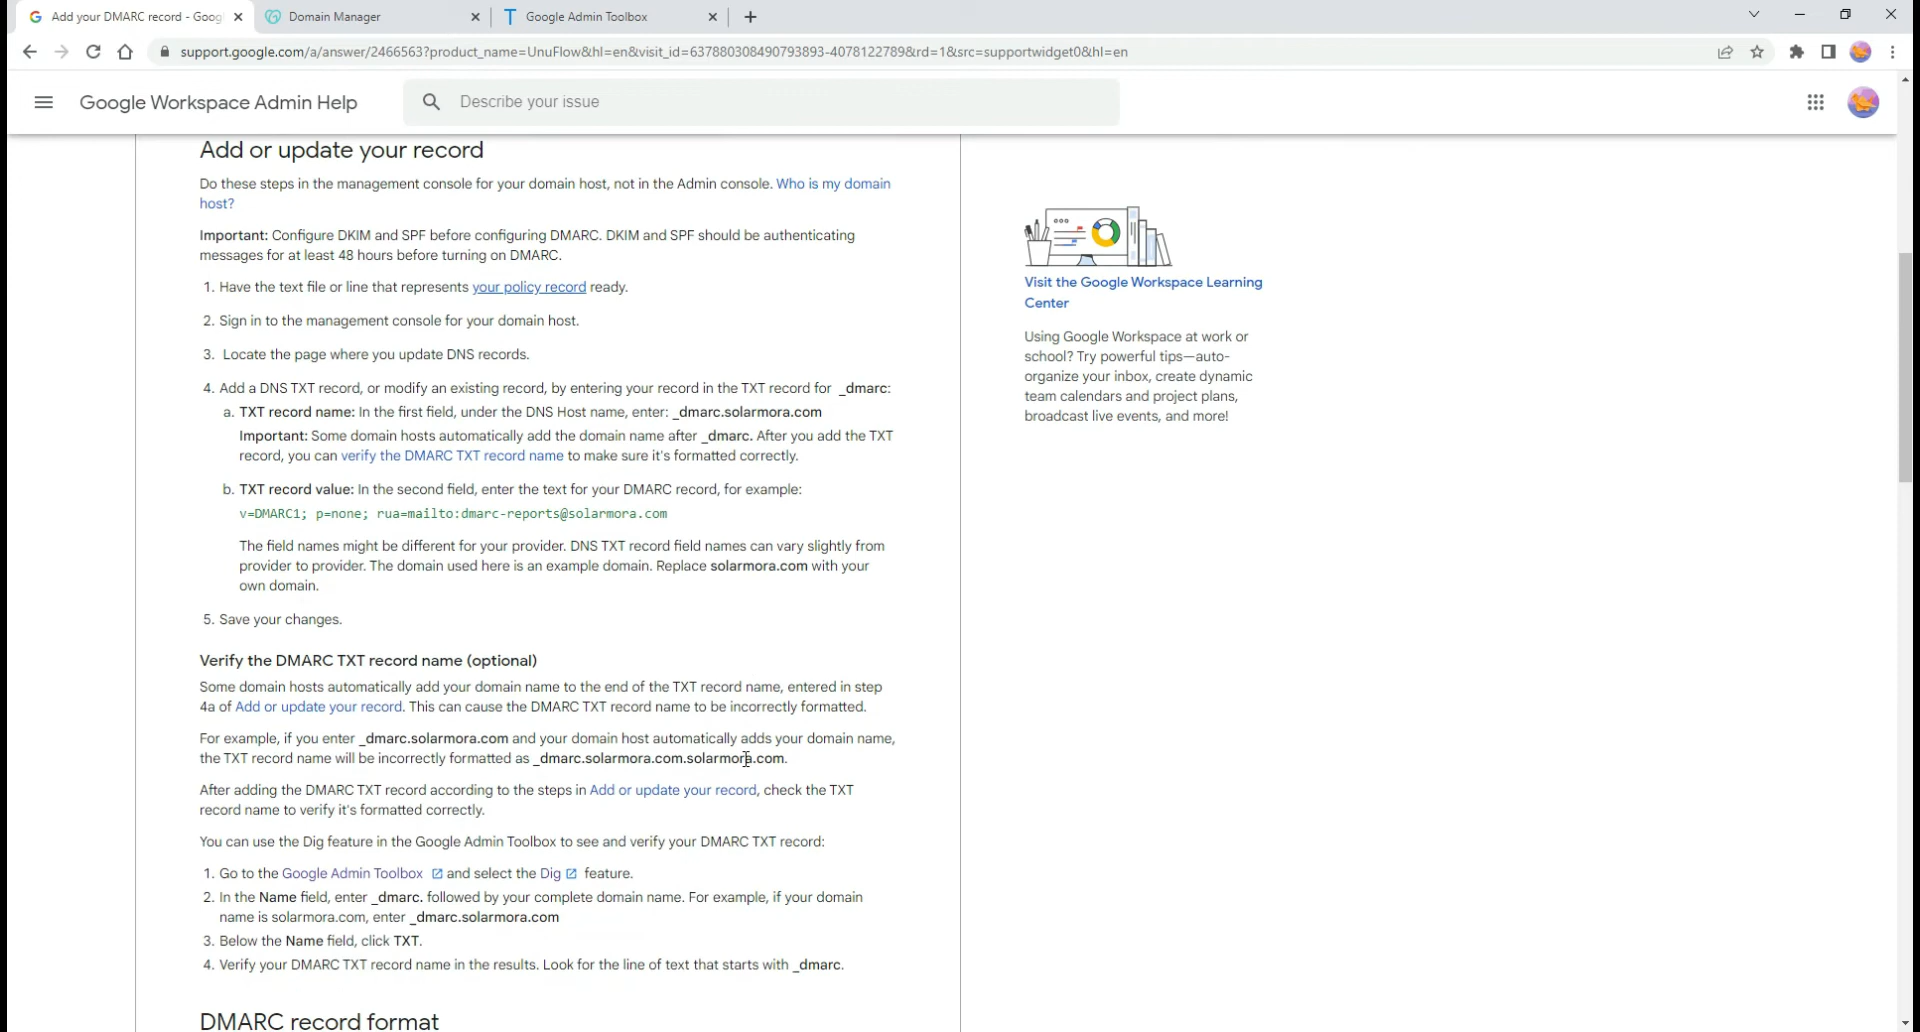 Add your DMARC record - Goog
Domain Manager
Google Admin Toolbox
support.google.com/a/answer/2466563?product_name=UnuFlow&hl=en&visit_id=637880308490793893-4078122789&rd=1&src=supportwidget0&hl=en
Google Workspace Admin Help
Describe your issue
Add or update your record
Do these steps in the management console for your domain host, not in the Admin console. Who is my domain
host?
Important: Configure DKIM and SPF before configuring DMARC. DKIM and SPF should be authenticating
messages for at least 48 hours before turning on DMARC.
1. Have the text file or line that represents your policy record ready.
2. Sign in to the management console for your domain host.
3. Locate the page where you update DNS records.
4. Add a DNS TXT record, or modify an existing record, by entering your record in the TXT record for _dmarc:
a. TXT record name: In the first field, under the DNS Host name, enter: _dmarc.solarmora.com
Important: Some domain hosts automatically add the domain name after _dmarc. After you add the TXT
record, you can verify the DMARC TXT record name to make sure it's formatted correctly.
b. TXT record value: In the second field, enter the text for your DMARC record, for example:
v=DMARC1; p=none; rua=mailto:dmarc-reports@solarmora.com
The field names might be different for your provider. DNS TXT record field names can vary slightly from
provider to provider. The domain used here is an example domain. Replace solarmora.com with your
own domain.
5. Save your changes.
Verify the DMARC TXT record name (optional)
Some domain hosts automatically add your domain name to the end of the TXT record name, entered in step
4a of Add or update your record. This can cause the DMARC TXT record name to be incorrectly formatted.
For example, if you enter _dmarc.solarmora.com and your domain host automatically adds your domain name,
the TXT record name will be incorrectly formatted as _dmarc.solarmora.com.solarmora.com.
After adding the DMARC TXT record according to the steps in Add or update your record, check the TXT
record name to verify it's formatted correctly.
You can use the Dig feature in the Google Admin Toolbox to see and verify your DMARC TXT record:
1. Go to the Google Admin Toolbox and select the Dig feature.
2. In the Name field, enter _dmarc. followed by your complete domain name. For example, if your domain
name is solarmora.com, enter _dmarc.solarmora.com
3. Below the Name field, click TXT.
4. Verify your DMARC TXT record name in the results. Look for the line of text that starts with _dmarc.
DMARC record format
Visit the Google Workspace Learning
Center
Using Google Workspace at work or
school? Try powerful tips—auto-
organize your inbox, create dynamic
team calendars and project plans,
broadcast live events, and more!